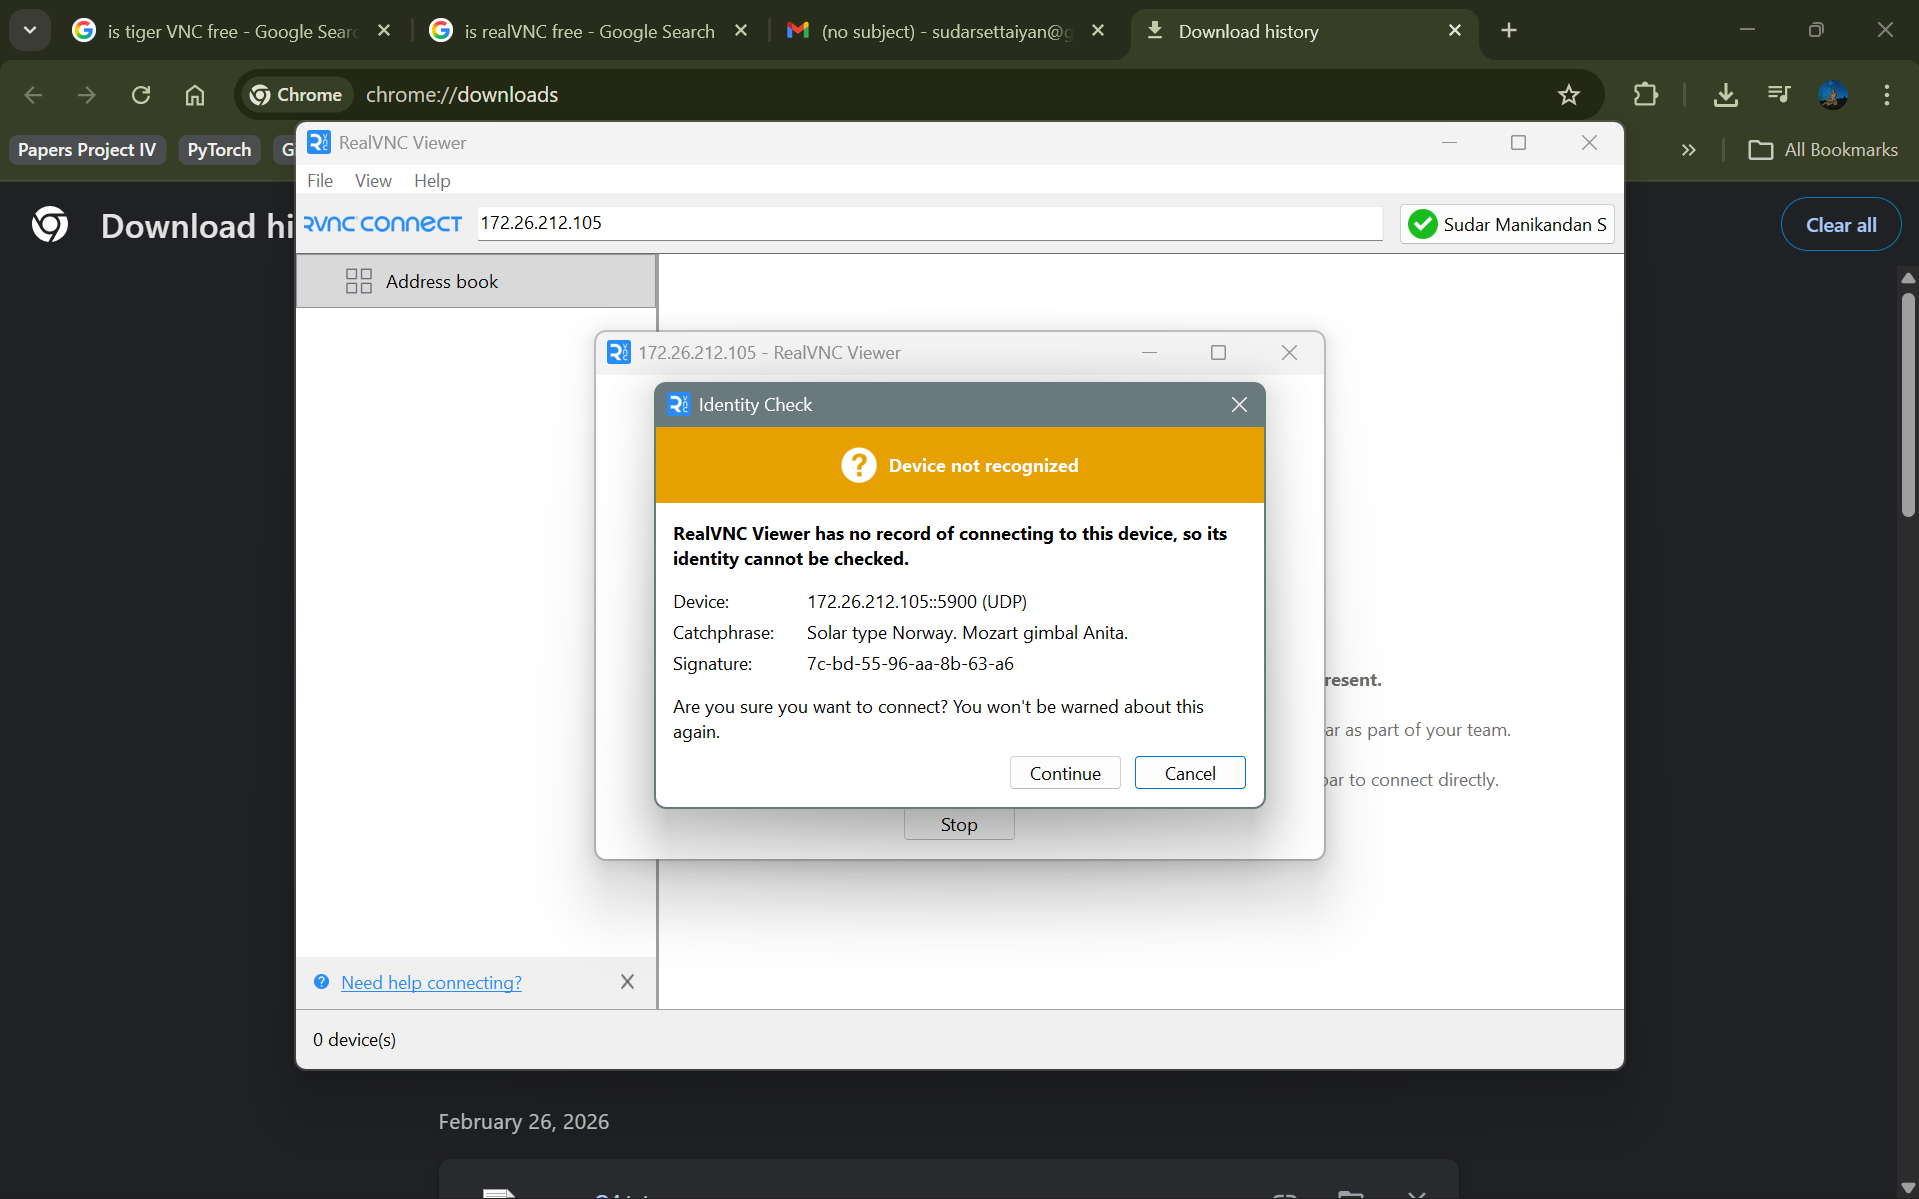 is tiger VNC free - Google Sear
is realVNC free - Google Search
(no subject) - sudarsettaiyan@g
Download history
Chrome
chrome://downloads
Papers Project IV
PyTorch
G
All Bookmarks
Download hi
Clear all
RealVNC Viewer
File View Help
RVNC CONNECT
172.26.212.105
Sudar Manikandan S
Address book
172.26.212.105 - RealVNC Viewer
Identity Check
Device not recognized
RealVNC Viewer has no record of connecting to this device, so its
identity cannot be checked.
Device: 172.26.212.105::5900 (UDP)
Catchphrase: Solar type Norway. Mozart gimbal Anita.
Signature: 7c-bd-55-96-aa-8b-63-a6
Are you sure you want to connect? You won't be warned about this
again.
Continue
Cancel
resent.
ar as part of your team.
bar to connect directly.
Stop
Need help connecting?
0 device(s)
February 26, 2026